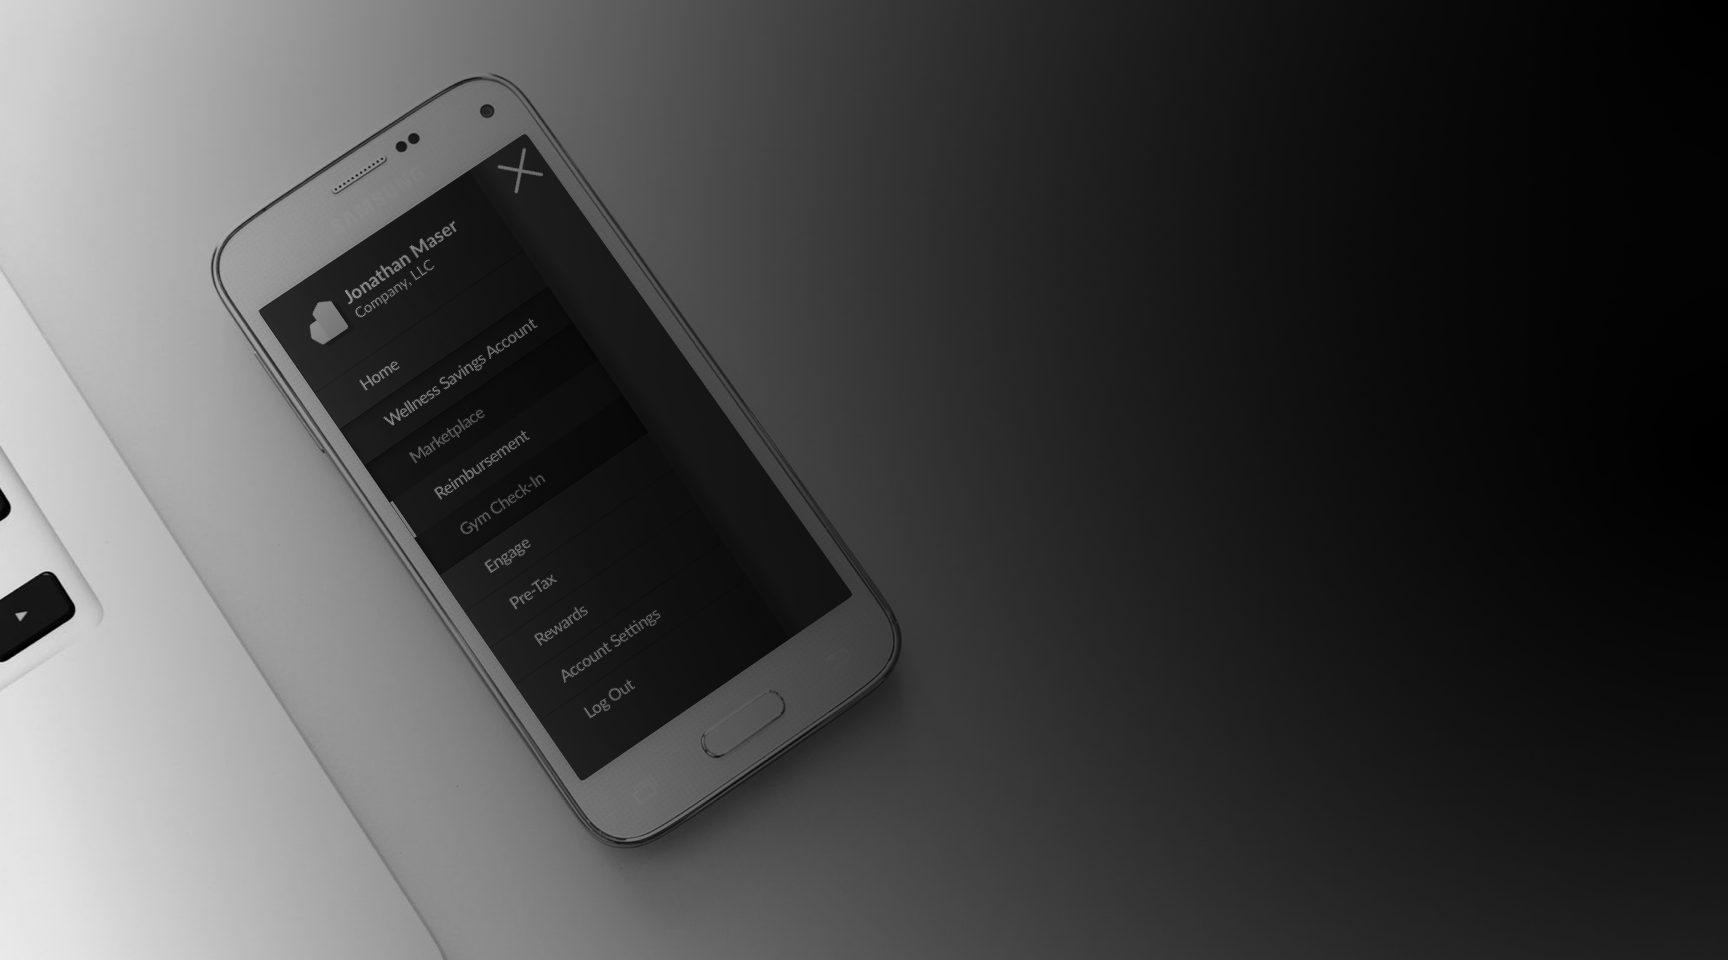 SAMSUNG
Jonathan Maser
Company, LLC
Home
Wellness Savings Account
Marketplace
Reimbursement
Gym Check-In
Engage
Pre-Tax
Rewards
Account Settings
Log Out